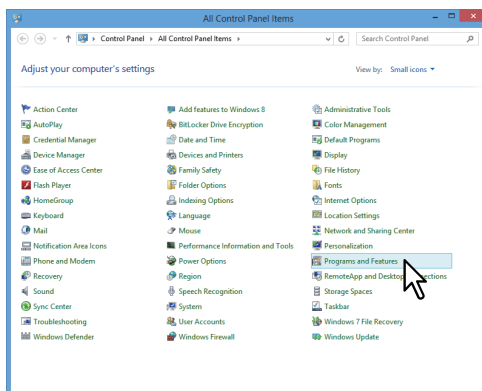 All Control Panel Items
Control Panel All Control Panel Items Search Control Panel
Adjust your computer's settings View by: Small icons
Action Center Add features to Windows 8 Administrative Tools
AutoPlay BitLocker Drive Encryption Color Management
Credential Manager Date and Time Default Programs
Device Manager Devices and Printers Display
Ease of Access Center Family Safety File History
Flash Player Folder Options Fonts
HomeGroup Indexing Options Internet Options
Keyboard Language Location Settings
Mail Mouse Network and Sharing Center
Notification Area Icons Performance Information and Tools Personalization
Phone and Modem Power Options Programs and Features
Recovery Region RemoteApp and Desktop Connections
Sound Speech Recognition Storage Spaces
Sync Center System Taskbar
Troubleshooting User Accounts Windows 7 File Recovery
Windows Defender Windows Firewall Windows Update